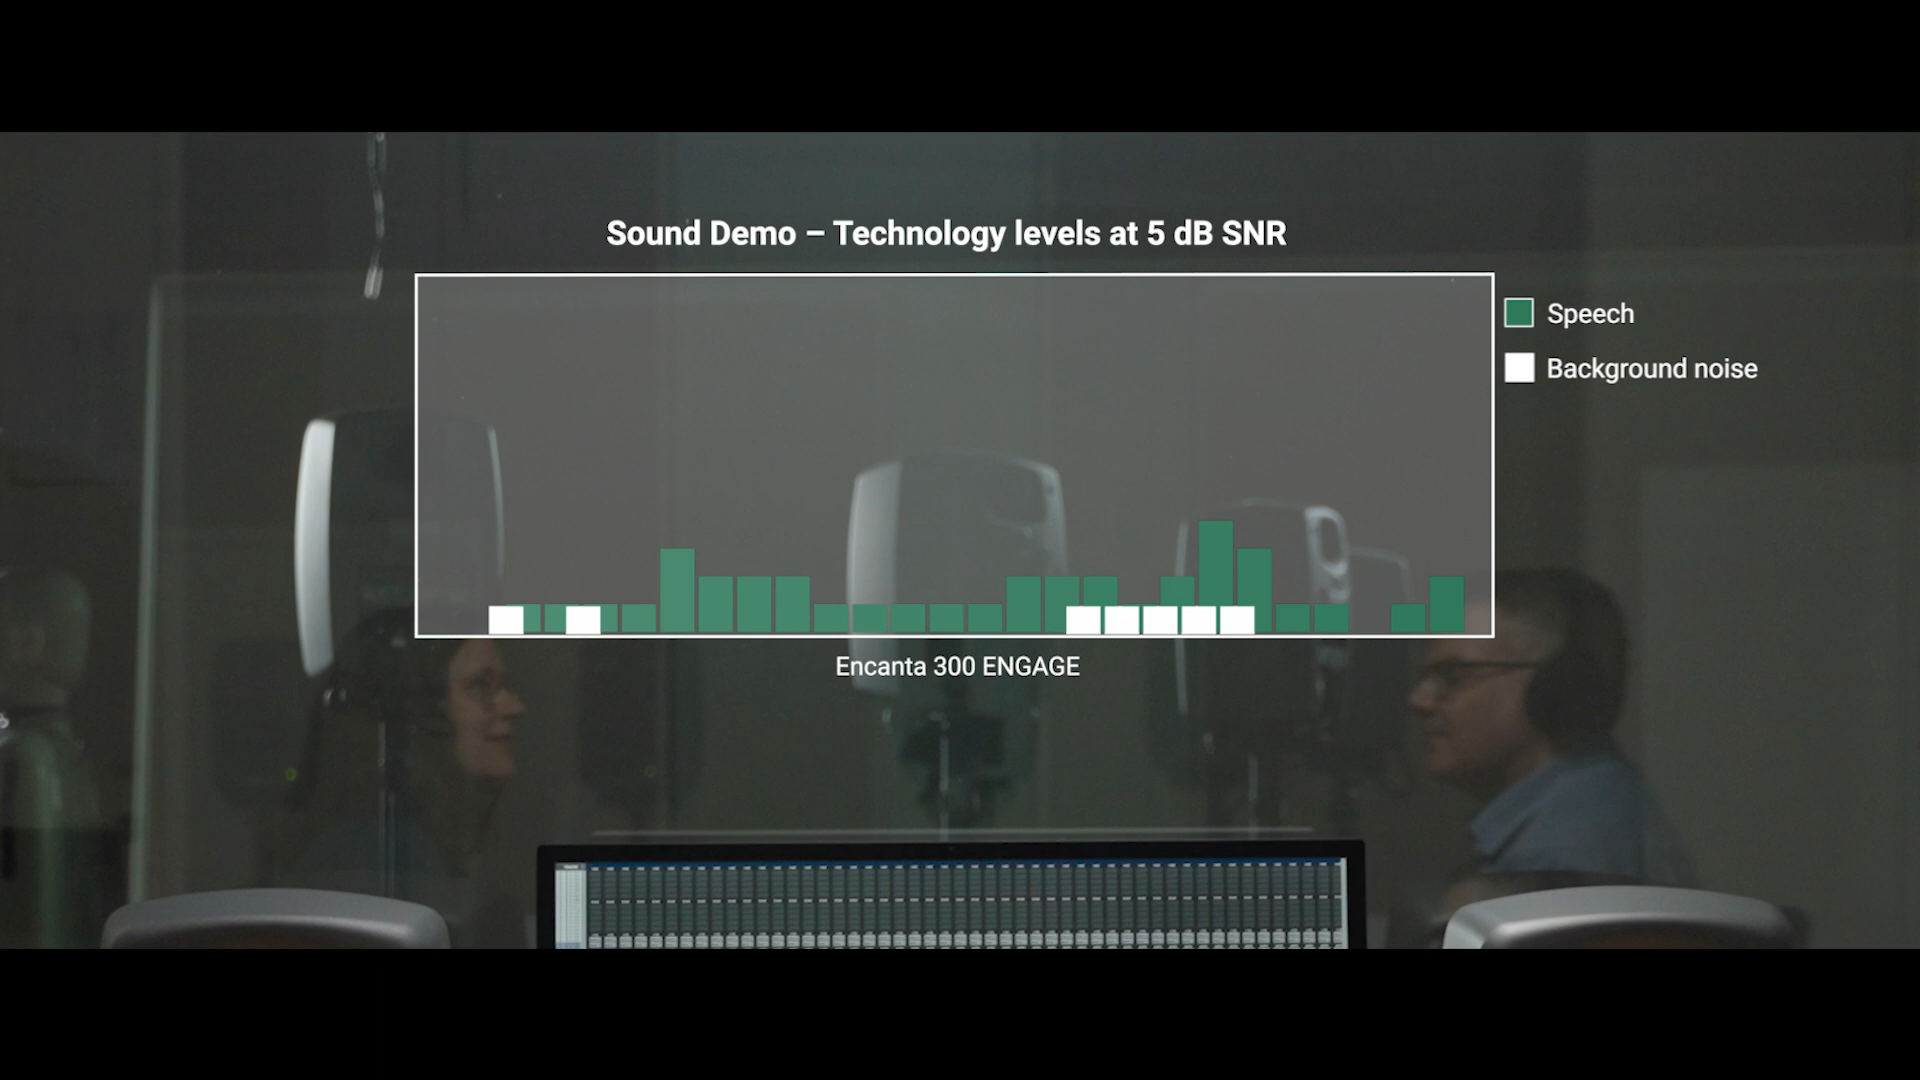 Sound Demo – Technology levels at 5 dB SNR
Speech
Background noise
Encanta 300 ENGAGE